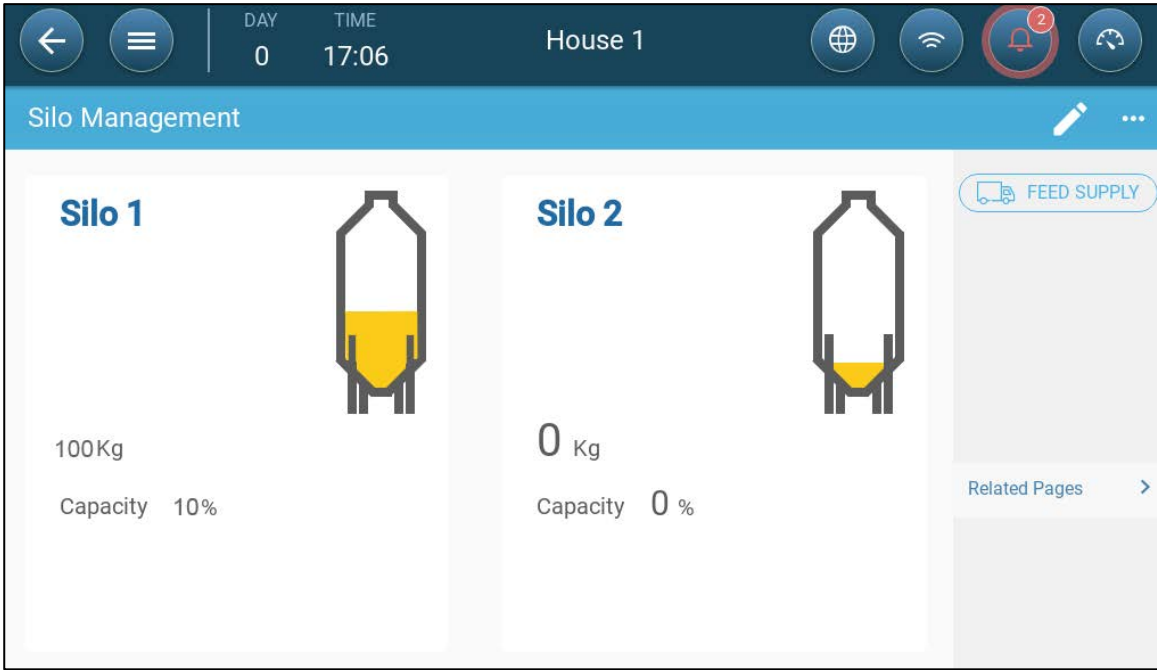 DAY
0
TIME
17:06
House 1
2
Silo Management
Silo 1
100Kg
Capacity 10%
Silo 2
0 Kg
Capacity 0 %
FEED SUPPLY
Related Pages